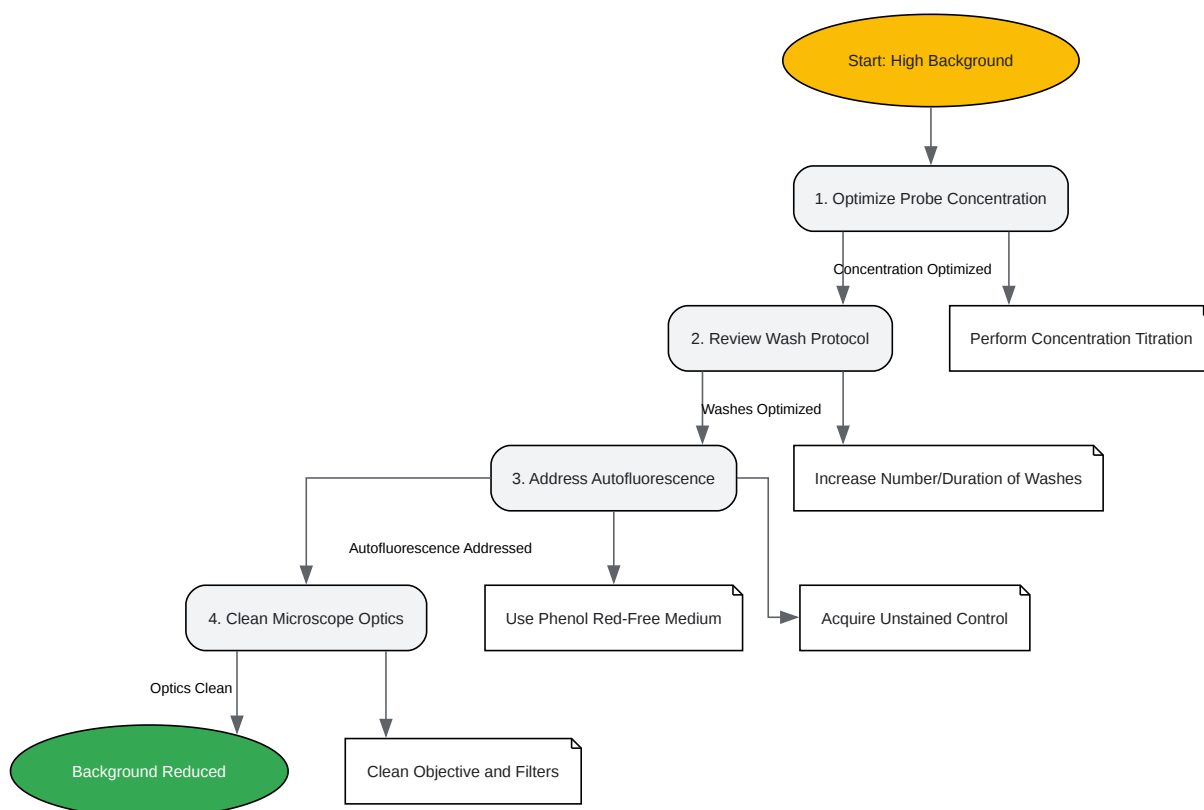 Start: High Background
1. Optimize Probe Concentration
Concentration Optimized
2. Review Wash Protocol
Perform Concentration Titration
Washes Optimized
3. Address Autofluorescence
Increase Number/Duration of Washes
Autofluorescence Addressed
4. Clean Microscope Optics
Use Phenol Red-Free Medium
Acquire Unstained Control
Optics Clean
Background Reduced
Clean Objective and Filters